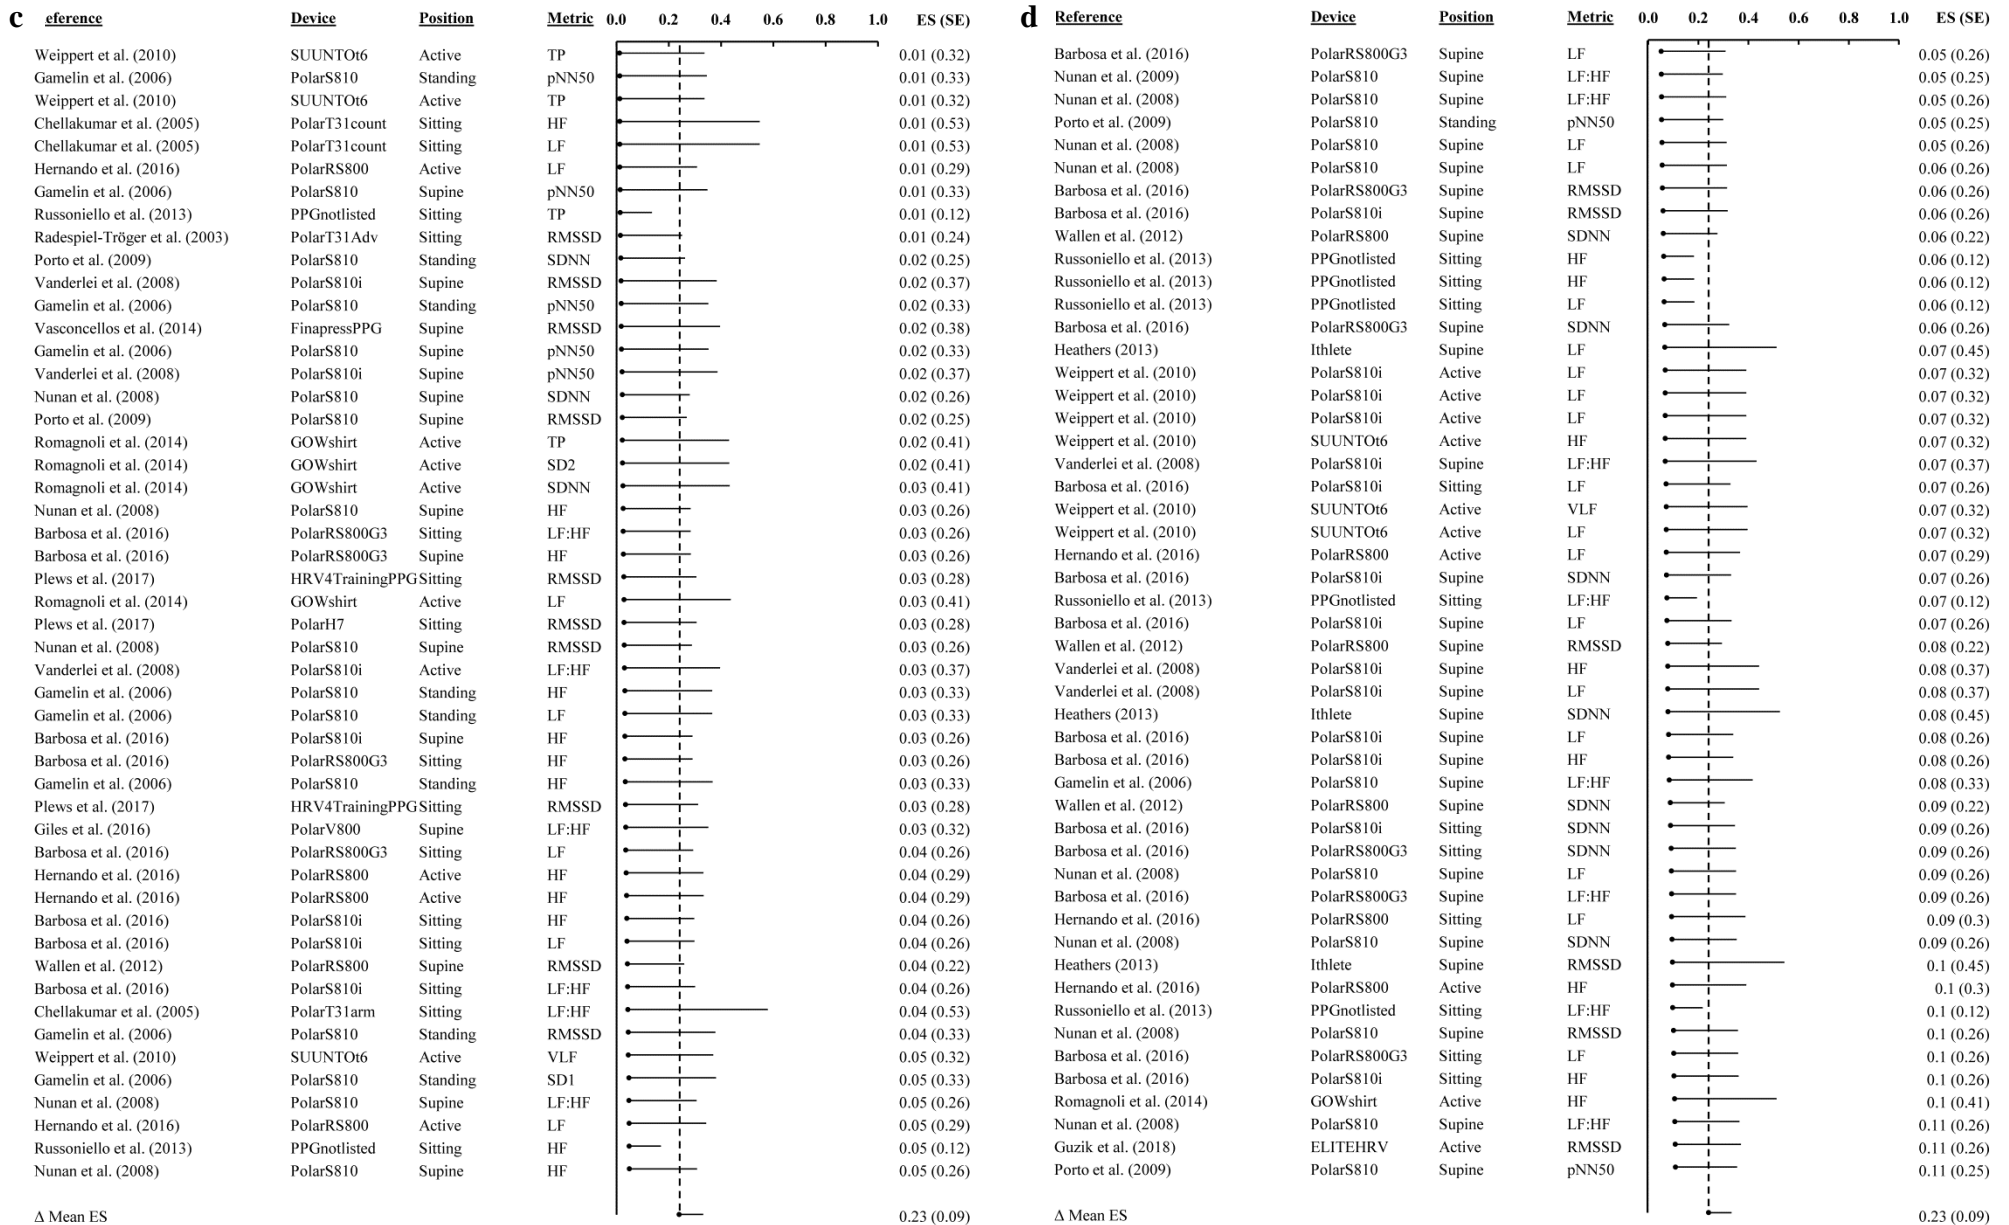 c
eference Device Position Metric 0.0 0.2 0.4 0.6 0.8 1.0 ES (SE)
Weippert et al. (2010) SUUNTOt6 Active TP 0.01 (0.32)
Gamelin et al. (2006) PolarS810 Standing pNN50 0.01 (0.33)
Weippert et al. (2010) SUUNTOt6 Active TP 0.01 (0.32)
Chellakumar et al. (2005) PolarT31count Sitting HF 0.01 (0.53)
Chellakumar et al. (2005) PolarT31count Sitting LF 0.01 (0.53)
Hernando et al. (2016) PolarRS800 Active LF 0.01 (0.29)
Gamelin et al. (2006) PolarS810 Supine pNN50 0.01 (0.33)
Russoniello et al. (2013) PPGnotlisted Sitting TP 0.01 (0.12)
Radespiel-Tröger et al. (2003) PolarT31Adv Sitting RMSSD 0.01 (0.24)
Porto et al. (2009) PolarS810 Standing SDNN 0.02 (0.25)
Vanderlei et al. (2008) PolarS810i Supine RMSSD 0.02 (0.37)
Gamelin et al. (2006) PolarS810 Standing pNN50 0.02 (0.33)
Vasconcellos et al. (2014) FinapressPPG Supine RMSSD 0.02 (0.38)
Gamelin et al. (2006) PolarS810 Supine pNN50 0.02 (0.33)
Vanderlei et al. (2008) PolarS810i Supine pNN50 0.02 (0.37)
Nunan et al. (2008) PolarS810 Supine SDNN 0.02 (0.26)
Porto et al. (2009) PolarS810 Supine RMSSD 0.02 (0.25)
Romagnoli et al. (2014) GOWshirt Active TP 0.02 (0.41)
Romagnoli et al. (2014) GOWshirt Active SD2 0.02 (0.41)
Romagnoli et al. (2014) GOWshirt Active SDNN 0.03 (0.41)
Nunan et al. (2008) PolarS810 Supine HF 0.03 (0.26)
Barbosa et al. (2016) PolarRS800G3 Sitting LF:HF 0.03 (0.26)
Barbosa et al. (2016) PolarRS800G3 Supine HF 0.03 (0.26)
Plews et al. (2017) HRV4TrainingPPG Sitting RMSSD 0.03 (0.28)
Romagnoli et al. (2014) GOWshirt Active LF 0.03 (0.41)
Plews et al. (2017) PolarH7 Sitting RMSSD 0.03 (0.28)
Nunan et al. (2008) PolarS810 Supine RMSSD 0.03 (0.26)
Vanderlei et al. (2008) PolarS810i Active LF:HF 0.03 (0.37)
Gamelin et al. (2006) PolarS810 Standing HF 0.03 (0.33)
Gamelin et al. (2006) PolarS810 Standing LF 0.03 (0.33)
Barbosa et al. (2016) PolarS810i Supine HF 0.03 (0.26)
Barbosa et al. (2016) PolarRS800G3 Sitting HF 0.03 (0.26)
Gamelin et al. (2006) PolarS810 Standing HF 0.03 (0.33)
Plews et al. (2017) HRV4TrainingPPG Sitting RMSSD 0.03 (0.28)
Giles et al. (2016) PolarV800 Supine LF:HF 0.03 (0.32)
Barbosa et al. (2016) PolarRS800G3 Sitting LF 0.04 (0.26)
Hernando et al. (2016) PolarRS800 Active HF 0.04 (0.29)
Hernando et al. (2016) PolarRS800 Active HF 0.04 (0.29)
Barbosa et al. (2016) PolarS810i Sitting HF 0.04 (0.26)
Barbosa et al. (2016) PolarS810i Sitting LF 0.04 (0.26)
Wallen et al. (2012) PolarRS800 Supine RMSSD 0.04 (0.22)
Barbosa et al. (2016) PolarS810i Sitting LF:HF 0.04 (0.26)
Chellakumar et al. (2005) PolarT31arm Sitting LF:HF 0.04 (0.53)
Gamelin et al. (2006) PolarS810 Standing RMSSD 0.04 (0.33)
Weippert et al. (2010) SUUNTOt6 Active VLF 0.05 (0.32)
Gamelin et al. (2006) PolarS810 Standing SD1 0.05 (0.33)
Nunan et al. (2008) PolarS810 Supine LF:HF 0.05 (0.26)
Hernando et al. (2016) PolarRS800 Active LF 0.05 (0.29)
Russoniello et al. (2013) PPGnotlisted Sitting HF 0.05 (0.12)
Nunan et al. (2008) PolarS810 Supine HF 0.05 (0.26)
Δ Mean ES 0.23 (0.09)
d
Reference Device Position Metric 0.0 0.2 0.4 0.6 0.8 1.0 ES (SE)
Barbosa et al. (2016) PolarRS800G3 Supine LF 0.05 (0.26)
Nunan et al. (2009) PolarS810 Supine LF:HF 0.05 (0.25)
Nunan et al. (2008) PolarS810 Supine LF:HF 0.05 (0.26)
Porto et al. (2009) PolarS810 Standing pNN50 0.05 (0.25)
Nunan et al. (2008) PolarS810 Supine LF 0.05 (0.26)
Nunan et al. (2008) PolarS810 Supine LF 0.06 (0.26)
Barbosa et al. (2016) PolarRS800G3 Supine RMSSD 0.06 (0.26)
Barbosa et al. (2016) PolarS810i Supine RMSSD 0.06 (0.26)
Wallen et al. (2012) PolarRS800 Supine SDNN 0.06 (0.22)
Russoniello et al. (2013) PPGnotlisted Sitting HF 0.06 (0.12)
Russoniello et al. (2013) PPGnotlisted Sitting HF 0.06 (0.12)
Russoniello et al. (2013) PPGnotlisted Sitting LF 0.06 (0.12)
Barbosa et al. (2016) PolarRS800G3 Supine SDNN 0.06 (0.26)
Heathers (2013) Ithlete Supine LF 0.07 (0.45)
Weippert et al. (2010) PolarS810i Active LF 0.07 (0.32)
Weippert et al. (2010) PolarS810i Active LF 0.07 (0.32)
Weippert et al. (2010) PolarS810i Active LF 0.07 (0.32)
Weippert et al. (2010) SUUNTOt6 Active HF 0.07 (0.32)
Vanderlei et al. (2008) PolarS810i Supine LF:HF 0.07 (0.37)
Barbosa et al. (2016) PolarS810i Sitting LF 0.07 (0.26)
Weippert et al. (2010) SUUNTOt6 Active VLF 0.07 (0.32)
Weippert et al. (2010) SUUNTOt6 Active LF 0.07 (0.32)
Hernando et al. (2016) PolarRS800 Active LF 0.07 (0.29)
Barbosa et al. (2016) PolarS810i Supine SDNN 0.07 (0.26)
Russoniello et al. (2013) PPGnotlisted Sitting LF:HF 0.07 (0.12)
Barbosa et al. (2016) PolarS810i Supine LF 0.07 (0.26)
Wallen et al. (2012) PolarRS800 Supine RMSSD 0.08 (0.22)
Vanderlei et al. (2008) PolarS810i Supine HF 0.08 (0.37)
Vanderlei et al. (2008) PolarS810i Supine LF 0.08 (0.37)
Heathers (2013) Ithlete Supine SDNN 0.08 (0.45)
Barbosa et al. (2016) PolarS810i Supine LF 0.08 (0.26)
Barbosa et al. (2016) PolarS810i Supine HF 0.08 (0.26)
Gamelin et al. (2006) PolarS810 Supine LF:HF 0.08 (0.33)
Wallen et al. (2012) PolarRS800 Supine SDNN 0.09 (0.22)
Barbosa et al. (2016) PolarS810i Sitting SDNN 0.09 (0.26)
Barbosa et al. (2016) PolarRS800G3 Sitting SDNN 0.09 (0.26)
Nunan et al. (2008) PolarS810 Supine LF 0.09 (0.26)
Barbosa et al. (2016) PolarRS800G3 Supine LF:HF 0.09 (0.26)
Hernando et al. (2016) PolarRS800 Sitting LF 0.09 (0.3)
Nunan et al. (2008) PolarS810 Supine SDNN 0.09 (0.26)
Heathers (2013) Ithlete Supine RMSSD 0.1 (0.45)
Hernando et al. (2016) PolarRS800 Active HF 0.1 (0.3)
Russoniello et al. (2013) PPGnotlisted Sitting LF:HF 0.1 (0.12)
Nunan et al. (2008) PolarS810 Supine RMSSD 0.1 (0.26)
Barbosa et al. (2016) PolarRS800G3 Sitting LF 0.1 (0.26)
Barbosa et al. (2016) PolarS810i Sitting HF 0.1 (0.26)
Romagnoli et al. (2014) GOWshirt Active HF 0.1 (0.41)
Nunan et al. (2008) PolarS810 Supine LF:HF 0.11 (0.26)
Guzik et al. (2018) ELITEHRV Active RMSSD 0.11 (0.26)
Porto et al. (2009) PolarS810 Supine pNN50 0.11 (0.25)
Δ Mean ES 0.23 (0.09)